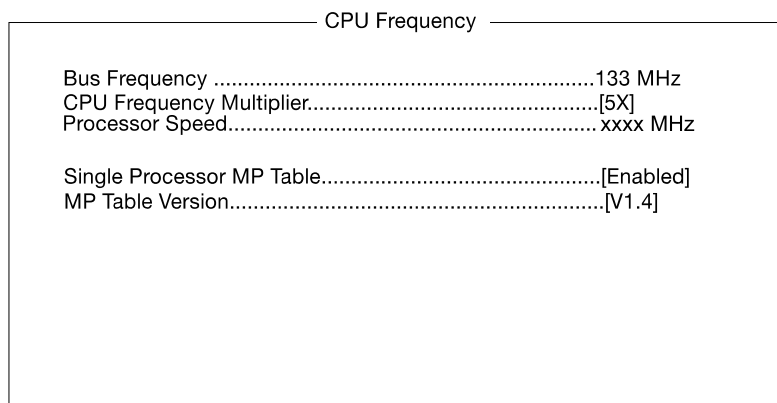 CPU Frequency
Bus Frequency ................................................................133 MHz
CPU Frequency Multiplier.................................................[5X]
Processor Speed.............................................................. xxxx MHz
Single Processor MP Table...............................................[Enabled]
MP Table Version...............................................................[V1.4]